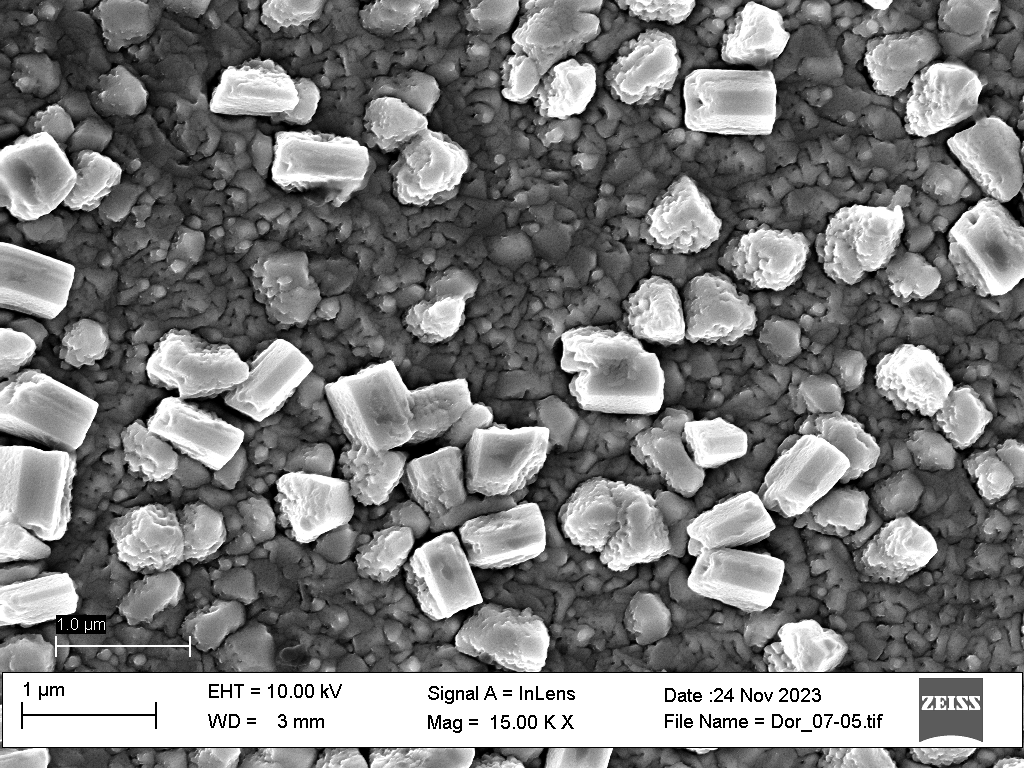 1.0 µm
1 µm
EHT = 10.00 kV
WD = 3 mm
Signal A = InLens
Mag = 15.00 K X
Date :24 Nov 2023
File Name = Dor_07-05.tif
ZEISS